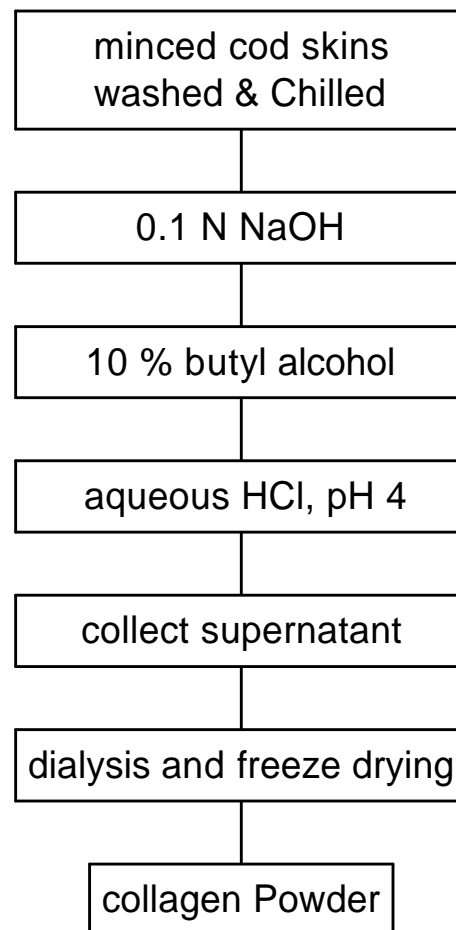 minced cod skins
washed & Chilled
0.1 N NaOH
10 % butyl alcohol
aqueous HCl, pH 4
collect supernatant
dialysis and freeze drying
collagen Powder